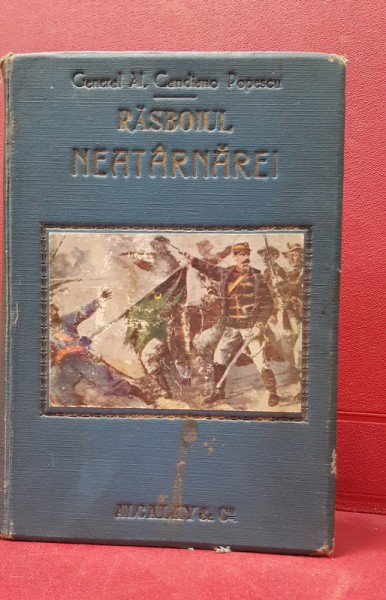 General Al. Candiano Popescu
RĂSBOIUL
NEATÂRNĂREI
ALCALAY & Co.